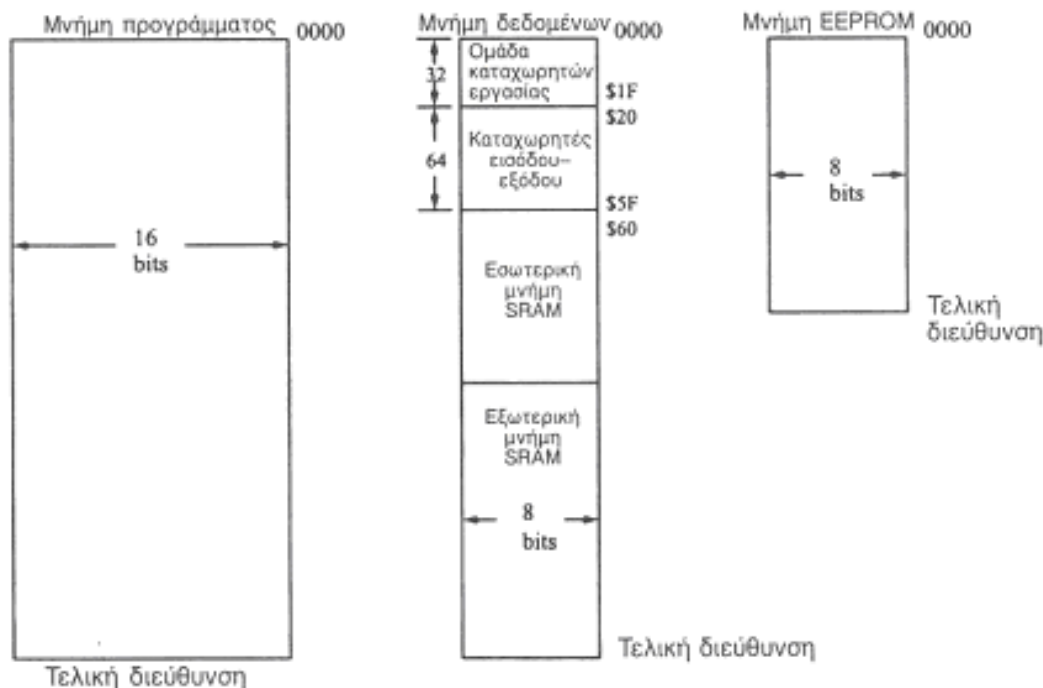 Μνήμη προγράμματος 0000
16
bits
Τελική διεύθυνση
Μνήμη δεδομένων 0000
32
Ομάδα
καταχωρητών
εργασίας
$1F
$20
64
Καταχωρητές
εισόδου–
εξόδου
$5F
$60
Εσωτερική
μνήμη
SRAM
Εξωτερική
μνήμη
SRAM
8
bits
Τελική διεύθυνση
Μνήμη EEPROM 0000
8
bits
Τελική
διεύθυνση